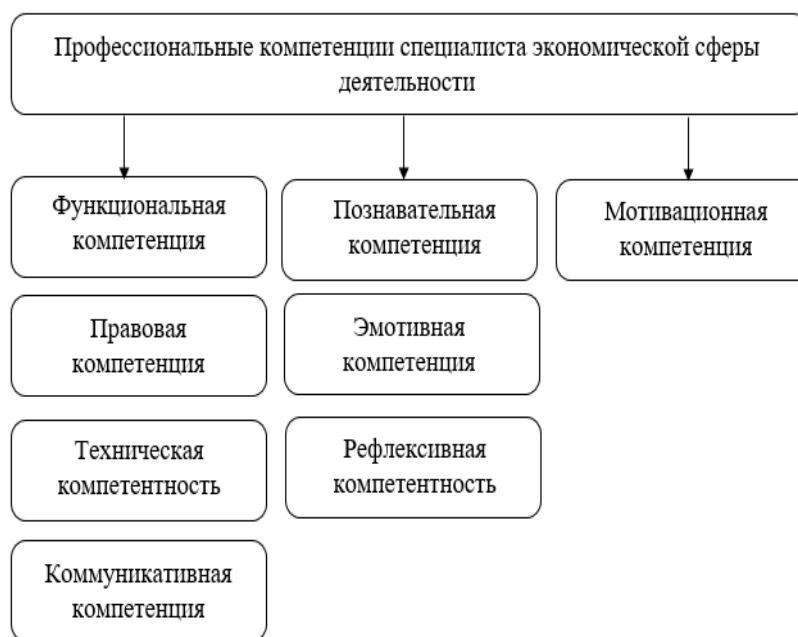 Профессиональные компетенции специалиста экономической сферы
деятельности
Функциональная
компетенция
Познавательная
компетенция
Мотивационная
компетенция
Правовая
компетенция
Эмотивная
компетенция
Техническая
компетентность
Рефлексивная
компетентность
Коммуникативная
компетенция